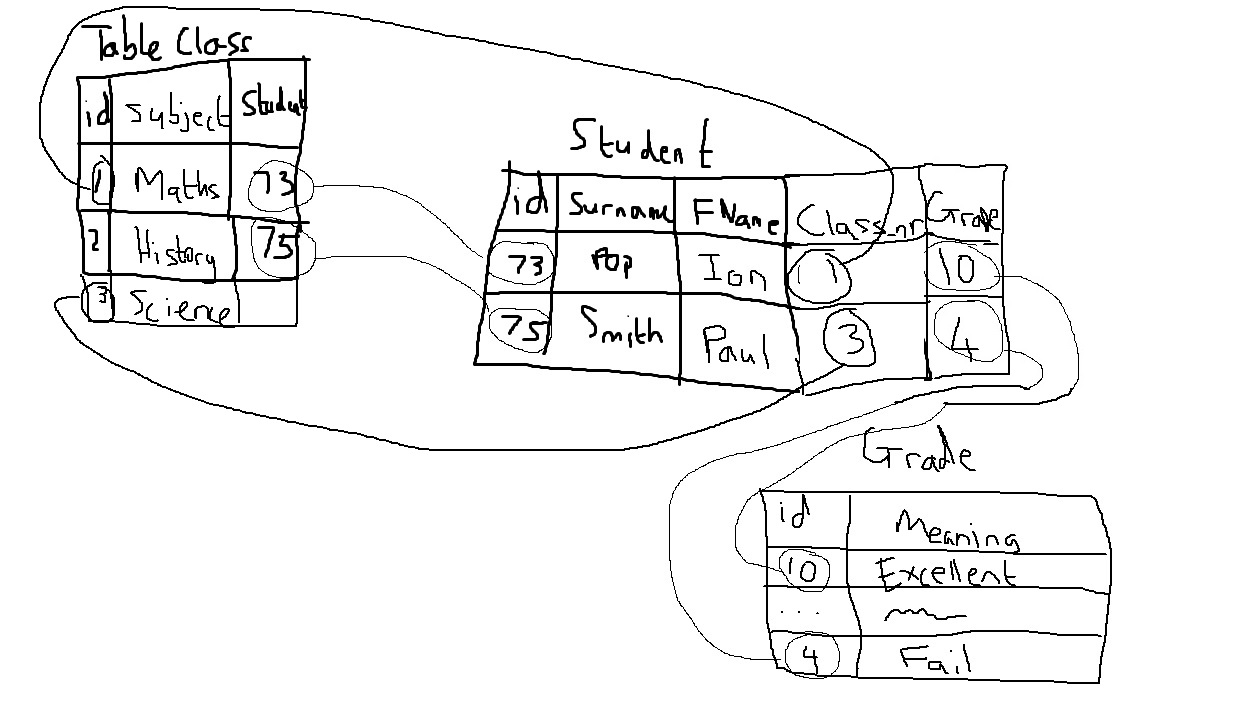 Table Class
id Subject Student
1 Maths 73
2 History 75
3 Science
Student
id Surname FName Class_nr Grade
73 Pop Ion 1 10
75 Smith Paul 3 4
Grade
id Meaning
10 Excellent
...
4 Fail